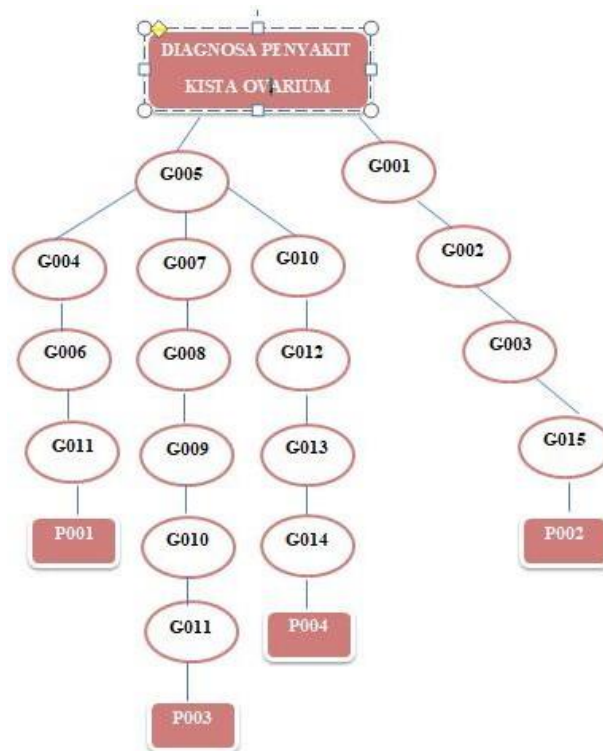 DIAGNOSA PENYAKIT
KISTA OVARIUM
G005
G001
G004
G007
G010
G002
G006
G008
G012
G003
G011
G009
G013
G015
P001
G010
G014
P002
G011
P004
P003